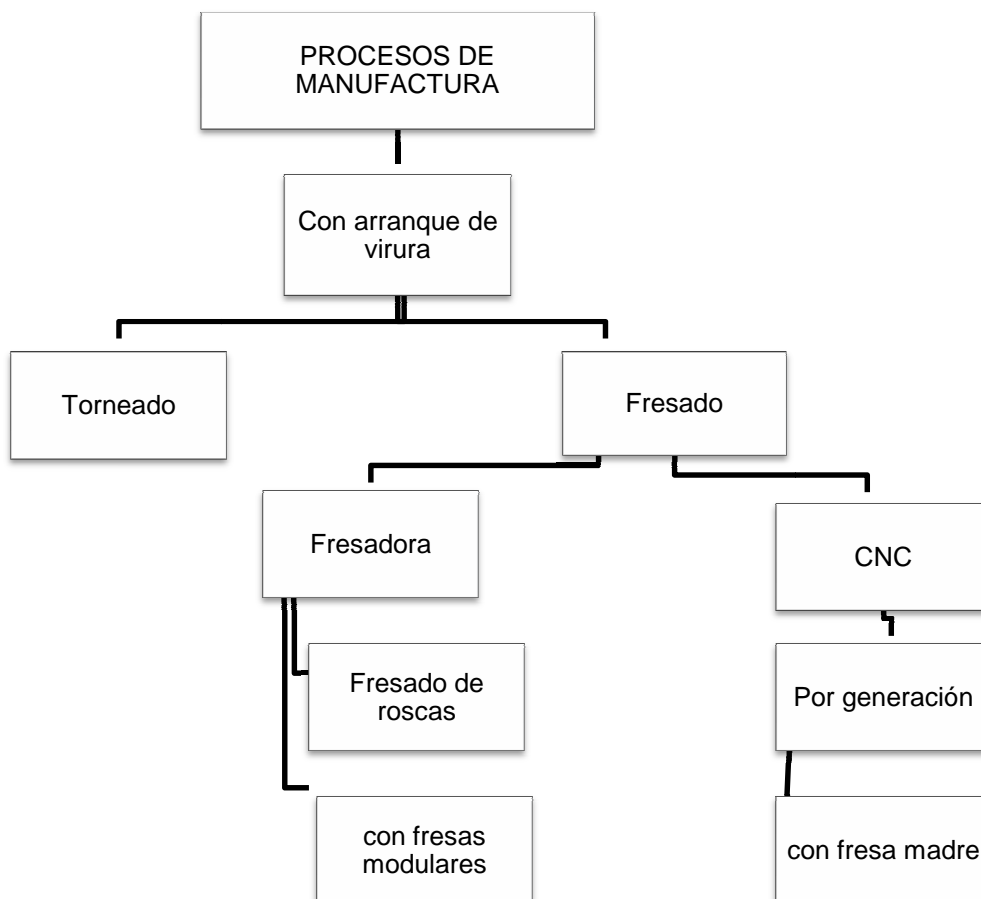 PROCESOS DE
MANUFACTURA
Con arranque de
virura
Torneado
Fresado
Fresadora
CNC
Fresado de
roscas
Por generación
con fresas
modulares
con fresa madre